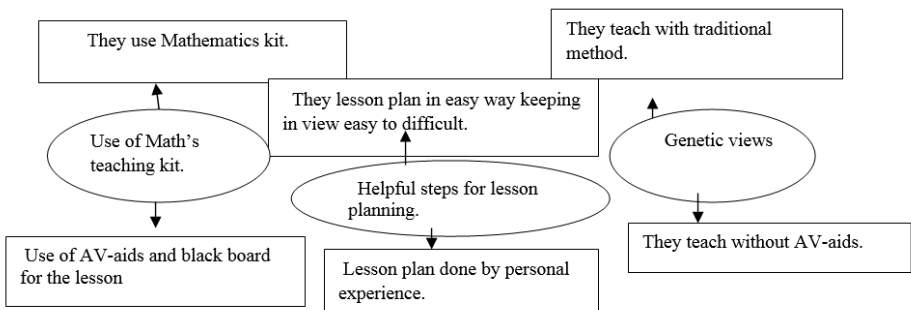 They use Mathematics kit.
They teach with traditional
method.
They lesson plan in easy way keeping
in view easy to difficult.
Use of Math's
teaching kit.
Helpful steps for lesson
planning.
Genetic views
Use of AV-aids and black board
for the lesson
Lesson plan done by personal
experience.
They teach without AV-aids.